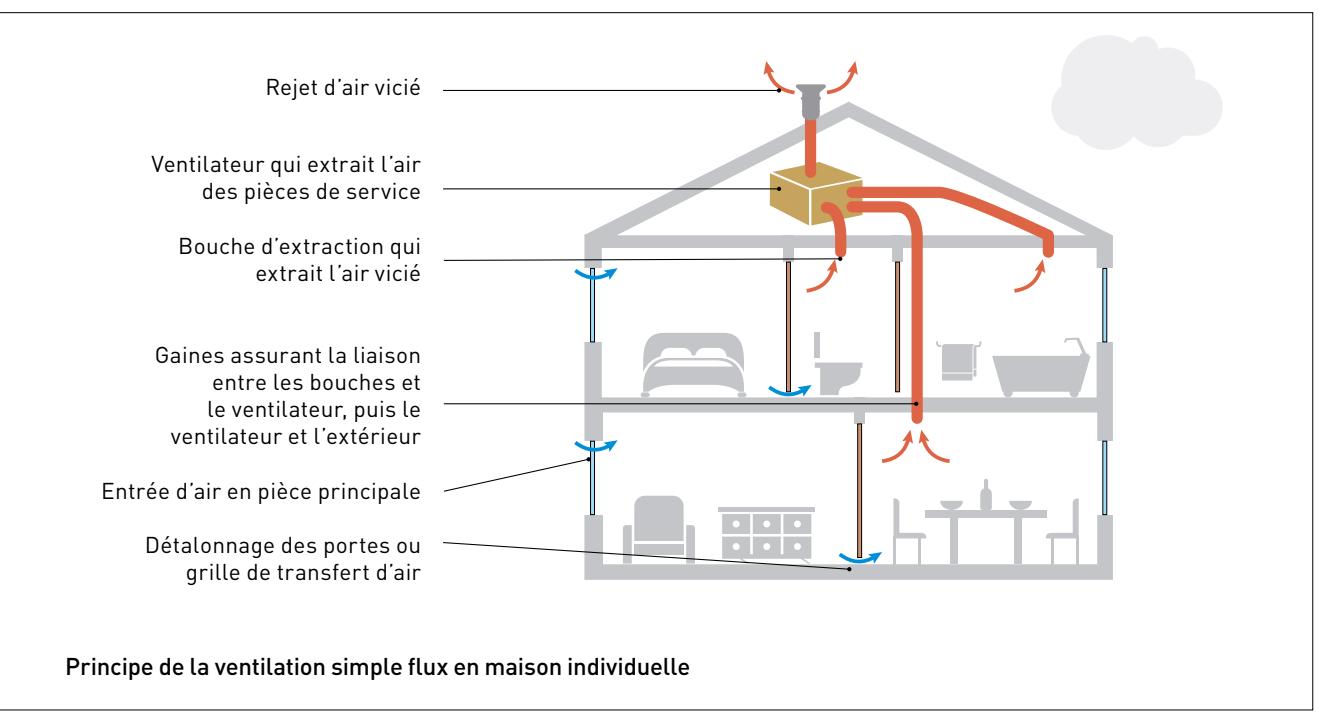 Rejet d’air vicié
Ventilateur qui extrait l’air
des pièces de service
Bouche d’extraction qui
extrait l’air vicié
Gaines assurant la liaison
entre les bouches et
le ventilateur, puis le
ventilateur et l’extérieur
Entrée d’air en pièce principale
Détalonnage des portes ou
grille de transfert d’air
Principe de la ventilation simple flux en maison individuelle